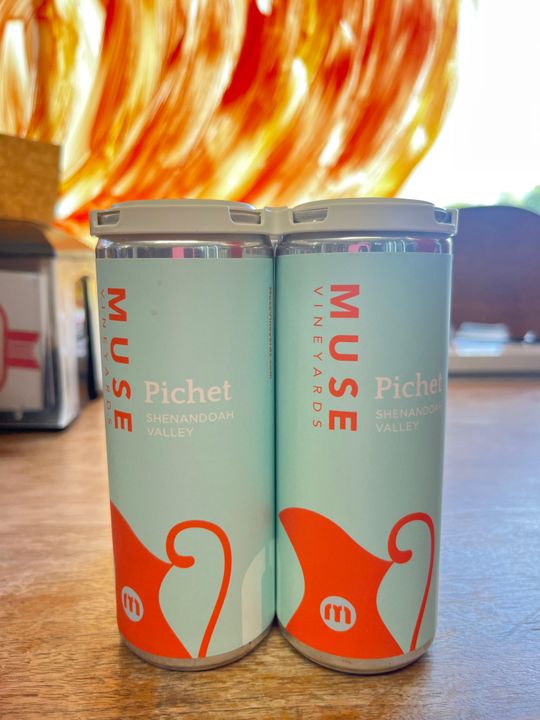 MUSE
VINEYARDS
Pichet
SHENANDOAH
VALLEY
m
MUSE
VINEYARDS
Pichet
SHENANDOAH
VALLEY
m